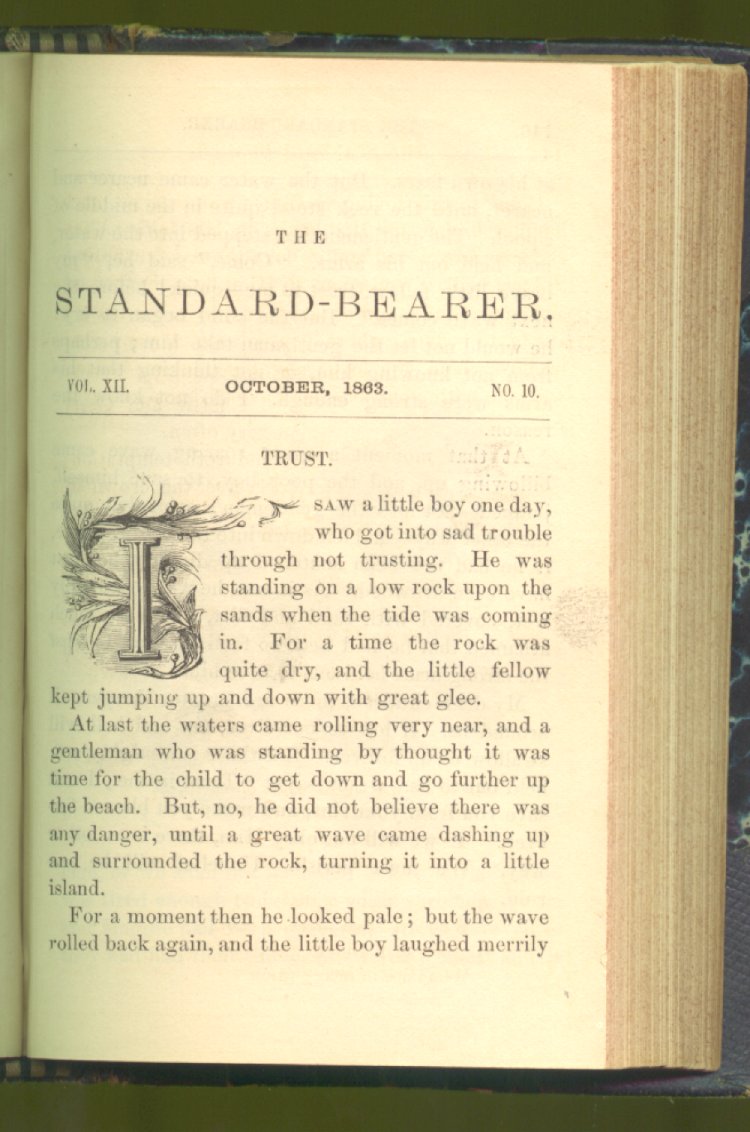 THE
STANDARD-BEARER.
VOL. XII. OCTOBER, 1863. NO. 10.
TRUST.
I SAW a little boy one day,
who got into sad trouble
through not trusting. He was
standing on a low rock upon the
sands when the tide was coming
in. For a time the rock was
quite dry, and the little fellow
kept jumping up and down with great glee.
At last the waters came rolling very near, and a
gentleman who was standing by thought it was
time for the child to get down and go further up
the beach. But, no, he did not believe there was
any danger, until a great wave came dashing up
and surrounded the rock, turning it into a little
island.
For a moment then he looked pale; but the wave
rolled back again, and the little boy laughed merrily